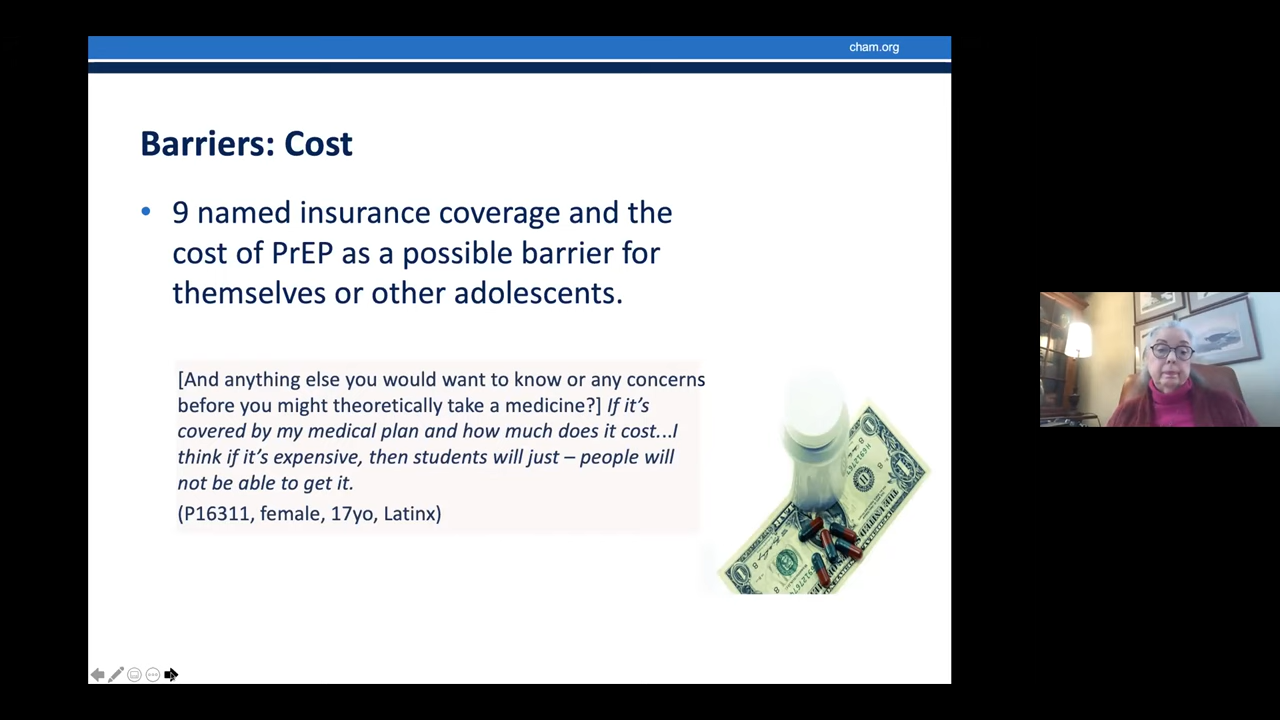 cham.org
Barriers: Cost
• 9 named insurance coverage and the
cost of PrEP as a possible barrier for
themselves or other adolescents.
[And anything else you would want to know or any concerns
before you might theoretically take a medicine?] If it’s
covered by my medical plan and how much does it cost...I
think if it’s expensive, then students will just – people will
not be able to get it.
(P16311, female, 17yo, Latinx)